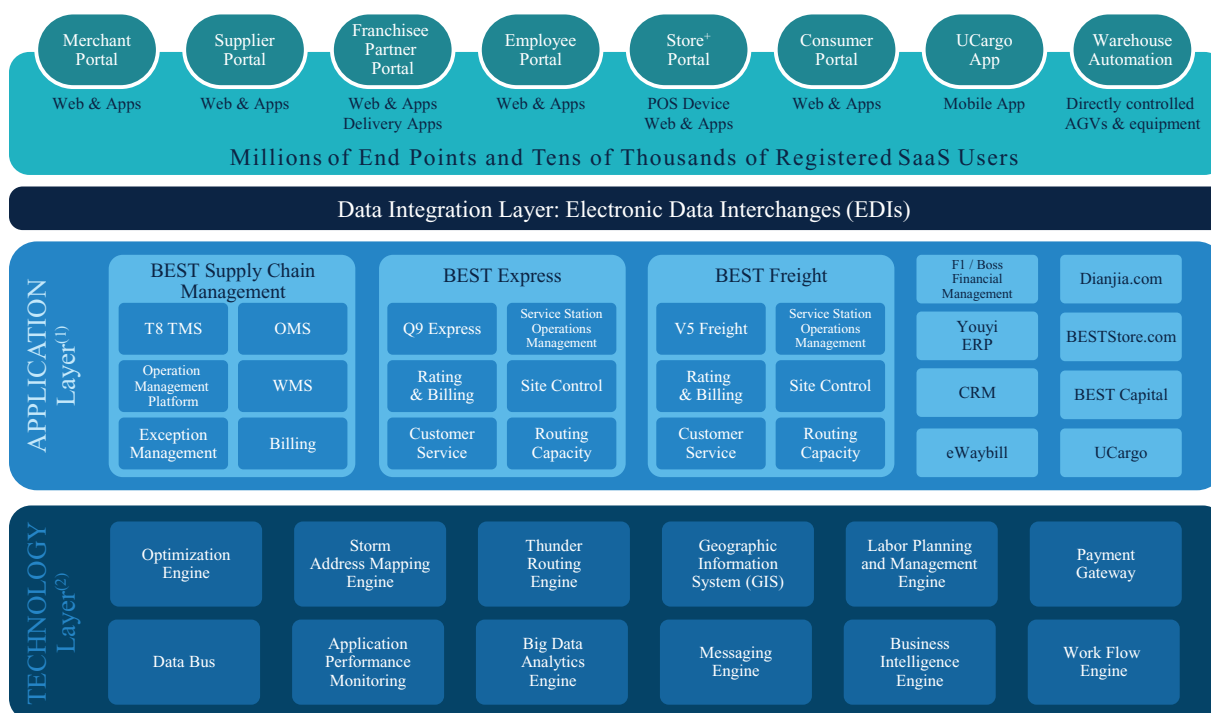 Merchant
Portal
Supplier
Portal
Franchisee
Partner
Portal
Employee
Portal
Store+
Portal
Consumer
Portal
UCargo
App
Warehouse
Automation
Web & Apps
Web & Apps
Web & Apps
Delivery Apps
Web & Apps
POS Device
Web & Apps
Web & Apps
Mobile App
Directly controlled
AGVs & equipment
Millions of End Points and Tens of Thousands of Registered SaaS Users
Data Integration Layer: Electronic Data Interchanges (EDIs)
APPLICATION
Layer(1)
BEST Supply Chain
Management
T8 TMS
OMS
Operation
Management
Platform
WMS
Exception
Management
Billing
BEST Express
Q9 Express
Service Station
Operations
Management
Rating
& Billing
Site Control
Customer
Service
Routing
Capacity
BEST Freight
V5 Freight
Service Station
Operations
Management
Rating
& Billing
Site Control
Customer
Service
Routing
Capacity
F1 / Boss
Financial
Management
Dianjia.com
Youyi
ERP
BESTStore.com
CRM
BEST Capital
eWaybill
UCargo
TECHNOLOGY
Layer(2)
Optimization
Engine
Storm
Address Mapping
Engine
Thunder
Routing
Engine
Geographic
Information
System (GIS)
Labor Planning
and Management
Engine
Payment
Gateway
Data Bus
Application
Performance
Monitoring
Big Data
Analytics
Engine
Messaging
Engine
Business
Intelligence
Engine
Work Flow
Engine